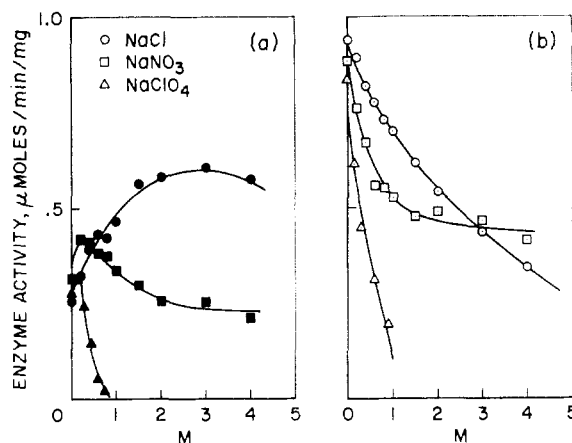 ENZYME ACTIVITY, μMOLES/min/mg
1.0
.5
0
NaCl
NaNO3
NaClO4
(a)
0 1 2 3 4 5
M
(b)
0 1 2 3 4 5
M